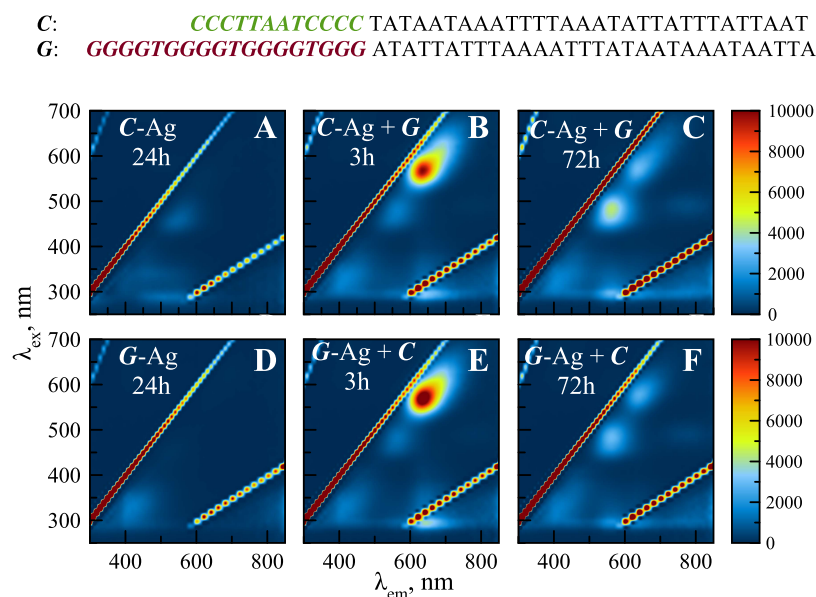 C: CCCTTAATCCCC TATAATAAATTTTAAATATTATTTATTAAT
G: GGGGTGGGGTGGGGTGGG ATATTATTTAAAATTTATAATAAATAATTA
700 C-Ag A C-Ag + G B C-Ag + G C 10000
600 24h 3h 72h 8000
500 6000
400 4000
300 2000
0
λex, nm
700 G-Ag D G-Ag + C E G-Ag + C F 10000
600 24h 3h 72h 8000
500 6000
400 4000
300 2000
0
400 600 800 400 600 800 400 600 800
λem, nm